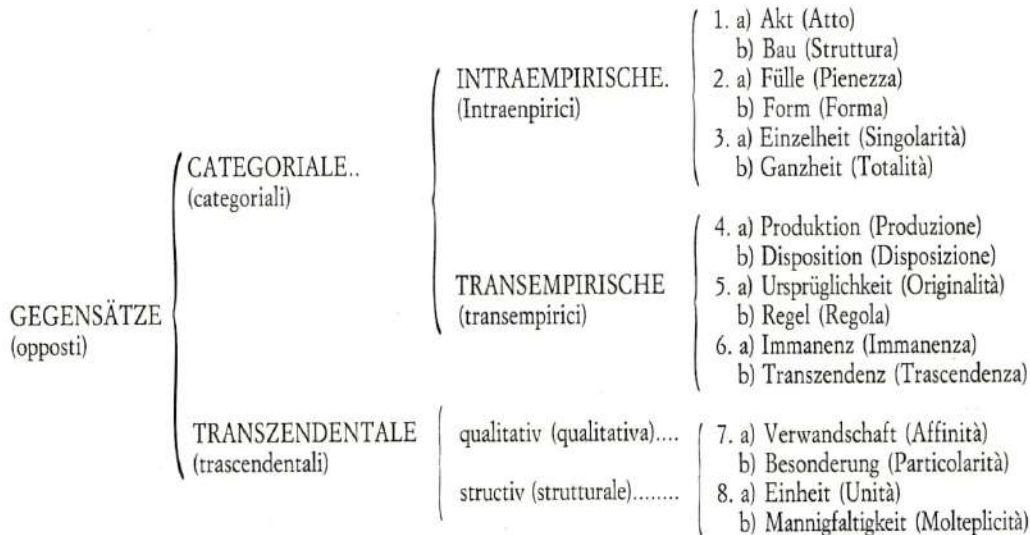 GEGENSÄTZE
(opposti)
CATEGORIALE..
(categoriali)
INTRAEMPIRISCHE.
(Intraenpirici)
1. a) Akt (Atto)
b) Bau (Struttura)
2. a) Fülle (Pienezza)
b) Form (Forma)
3. a) Einzelheit (Singolarità)
b) Ganzheit (Totalità)
TRANSEMPIRISCHE
(transempirici)
4. a) Produktion (Produzione)
b) Disposition (Disposizione)
5. a) Ursprüglichkeit (Originalità)
b) Regel (Regola)
6. a) Immanenz (Immanenza)
b) Transzendenz (Trascendenza)
TRANSZENDENTALE
(trascendentali)
qualitativ (qualitativa)....
7. a) Verwandschaft (Affinità)
b) Besonderung (Particolarità)
structiv (strutturale)........
8. a) Einheit (Unità)
b) Mannigfaltigkeit (Molteplicità)